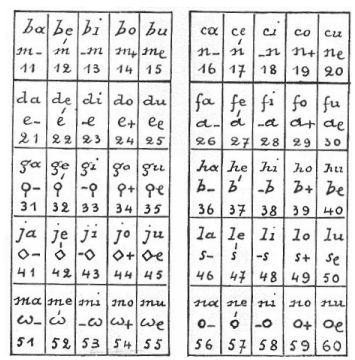 ba be bi bo bu
m- ḿ -m m+ me
11 12 13 14 15
da de di do du
e- é -e e+ ee
21 22 23 24 25
ga ge gi go gu
ϙ- ϙ́ -ϙ ϙ+ ϙe
31 32 33 34 35
ja je ji jo ju
◇- ◇́ -◇ ◇+ ◇e
41 42 43 44 45
ma me mi mo mu
ω- ώ -ω ω+ ωe
51 52 53 54 55
ca cé ci co cu
n- ń -n n+ ne
16 17 18 19 20
fa fe fi fo fu
a- á -a a+ ae
26 27 28 29 30
ha he hi ho hu
b- b́ -b b+ be
36 37 38 39 40
la le li lo lu
s- ś -s s+ se
46 47 48 49 50
na ne ni no nu
o- ó -o o+ oe
56 57 58 59 60